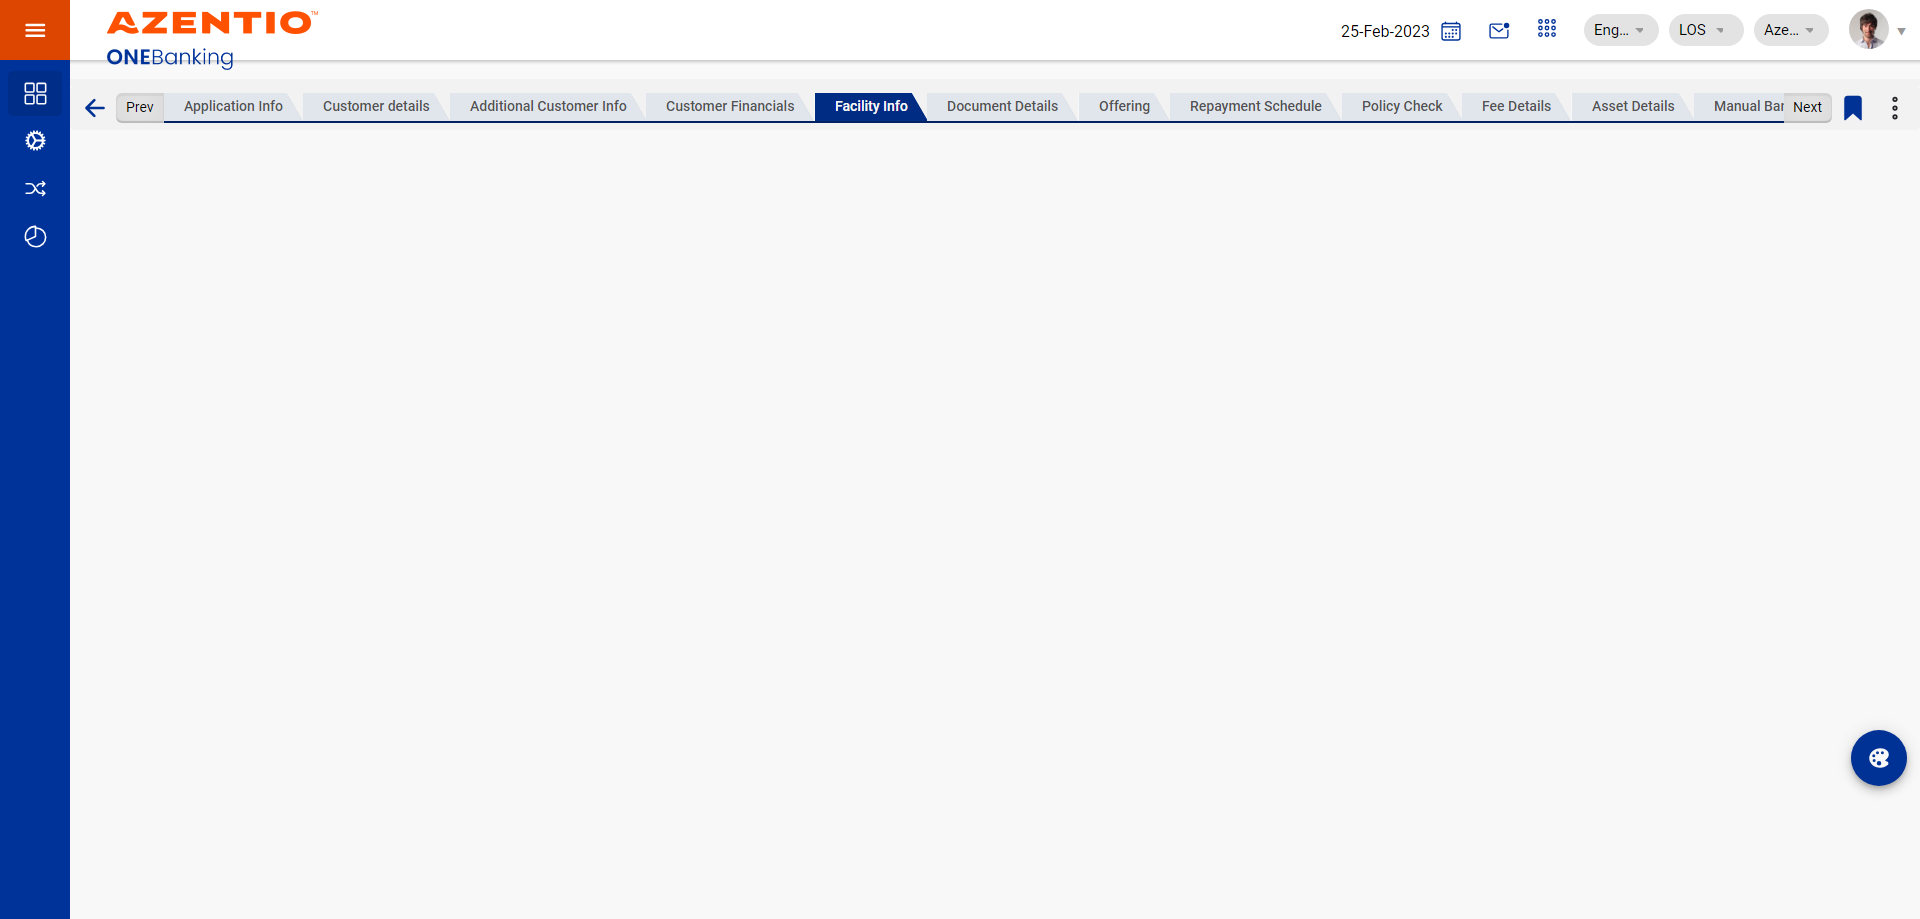 AZENTIO™
ONEBanking
25-Feb-2023
Eng...
LOS
Aze...
Prev
Application Info
Customer details
Additional Customer Info
Customer Financials
Facility Info
Document Details
Offering
Repayment Schedule
Policy Check
Fee Details
Asset Details
Manual Bar
Next